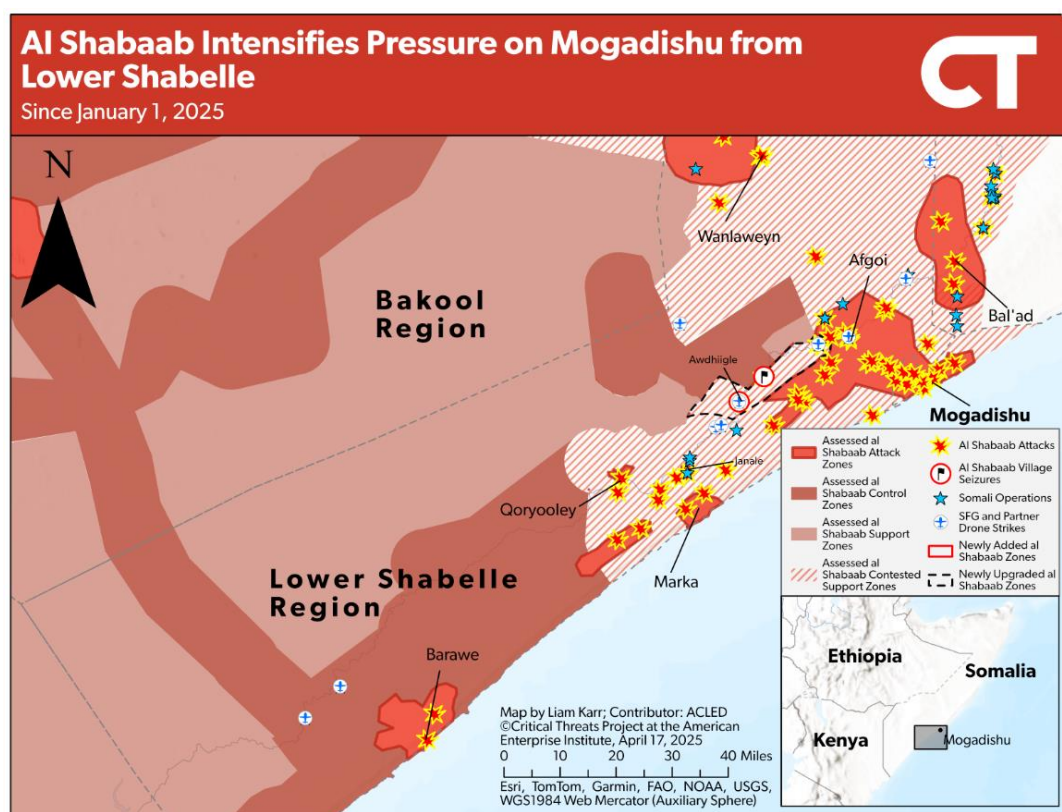 Al Shabaab Intensifies Pressure on Mogadishu from
Lower Shabelle
Since January 1, 2025
CT
N
Wanlaweyn
Afgoi
Bakool
Region
Bal'ad
Awdhiigle
Mogadishu
Janale
Qoryooley
Marka
Lower Shabelle
Region
Barawe
Assessed al
Shabaab Attack
Zones
Assessed al
Shabaab Control
Zones
Assessed al
Shabaab Support
Zones
Assessed al
Shabaab Contested
Support Zones
Al Shabaab Attacks
Al Shabaab Village
Seizures
Somali Operations
SFG and Partner
Drone Strikes
Newly Added al
Shabaab Zones
Newly Upgraded al
Shabaab Zones
Map by Liam Karr; Contributor: ACLED
©Critical Threats Project at the American
Enterprise Institute, April 17, 2025
0 20 40 Miles
Esri, TomTom, Garmin, FAO, NOAA, USGS,
WGS1984 Web Mercator (Auxiliary Sphere)
Ethiopia
Somalia
Kenya
Mogadishu